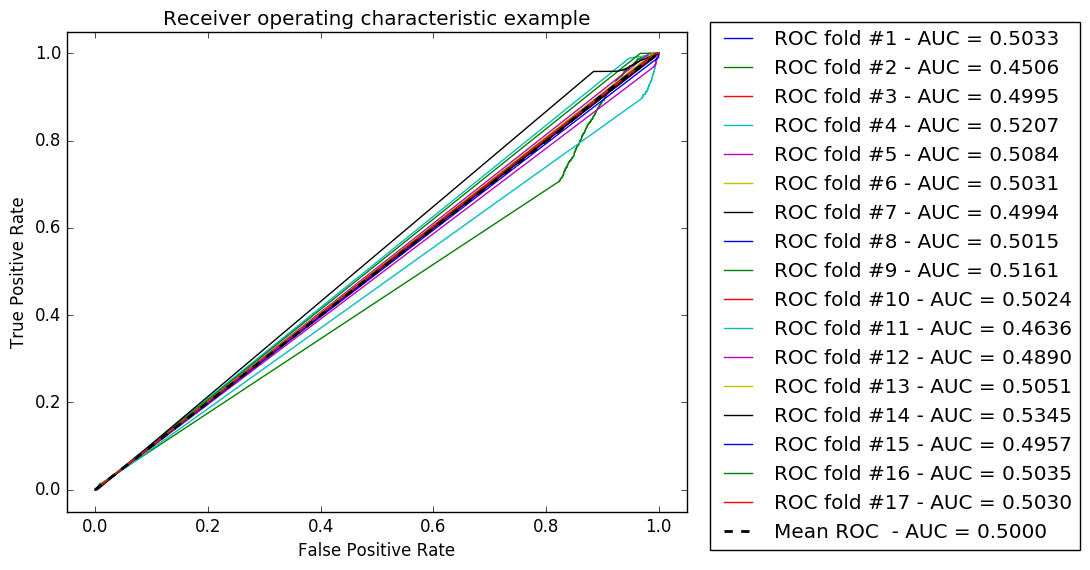 Receiver operating characteristic example
True Positive Rate
1.0
0.8
0.6
0.4
0.2
0.0
0.0 0.2 0.4 0.6 0.8 1.0
False Positive Rate
ROC fold #1 - AUC = 0.5033
ROC fold #2 - AUC = 0.4506
ROC fold #3 - AUC = 0.4995
ROC fold #4 - AUC = 0.5207
ROC fold #5 - AUC = 0.5084
ROC fold #6 - AUC = 0.5031
ROC fold #7 - AUC = 0.4994
ROC fold #8 - AUC = 0.5015
ROC fold #9 - AUC = 0.5161
ROC fold #10 - AUC = 0.5024
ROC fold #11 - AUC = 0.4636
ROC fold #12 - AUC = 0.4890
ROC fold #13 - AUC = 0.5051
ROC fold #14 - AUC = 0.5345
ROC fold #15 - AUC = 0.4957
ROC fold #16 - AUC = 0.5035
ROC fold #17 - AUC = 0.5030
Mean ROC  - AUC = 0.5000